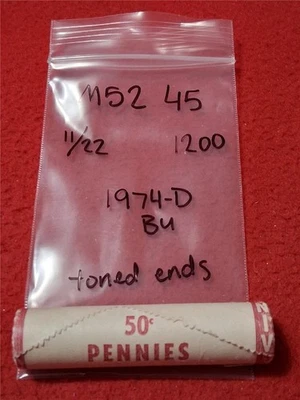 M52 45
11/22 1200
1974-D
BU
toned ends
50¢
PENNIES